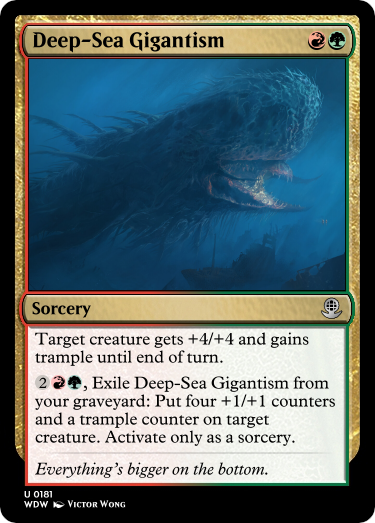 Deep-Sea Gigantism
Sorcery
Target creature gets +4/+4 and gains
trample until end of turn.
2, Exile Deep-Sea Gigantism from
your graveyard: Put four +1/+1 counters
and a trample counter on target
creature. Activate only as a sorcery.
Everything's bigger on the bottom.
U 0181
WDW Victor Wong